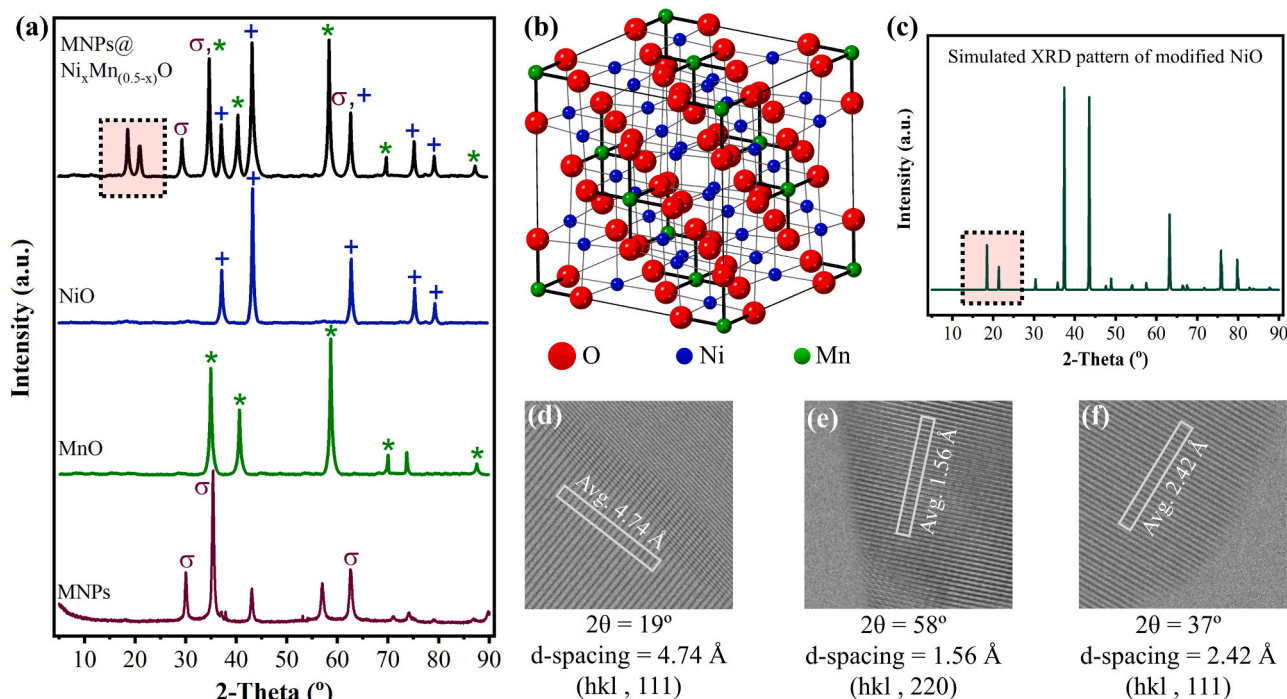 (a)
MNPs@
NiₓMn₍₀.₅₋ₓ₎O
σ
σ,*
+
*
+
*
σ,+
*
+
+
*
NiO
+
+
+
+
+
MnO
*
*
*
*
*
MNPs
σ
σ
σ
Intensity (a.u.)
10 20 30 40 50 60 70 80 90
2-Theta (º)
(b)
O Ni Mn
(c)
Simulated XRD pattern of modified NiO
Intensity (a.u.)
10 20 30 40 50 60 70 80 90
2-Theta (º)
(d)
Avg. 4.74 Å
2θ = 19º
d-spacing = 4.74 Å
(hkl , 111)
(e)
Avg. 1.56 Å
2θ = 58º
d-spacing = 1.56 Å
(hkl , 220)
(f)
Avg. 2.42 Å
2θ = 37º
d-spacing = 2.42 Å
(hkl , 111)